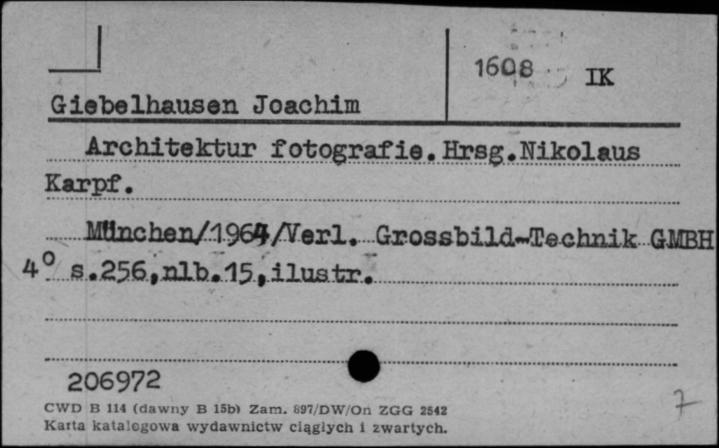 1608 IK
Giebelhausen Joachim
Architektur fotografie. Hrsg. Nikolaus
Karpf.
München/1964/Verl. Grossbild-Technik GMBH
4° s.256,nlb.15,ilustr.
206972
CWD B 114 (dawny B 15b) Zam. 897/DW/On ZGG 2542
Karta katalogowa wydawnictw ciągłych i zwartych.
7